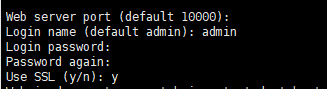 Web server port (default 10000):
Login name (default admin): admin
Login password:
Password again:
Use SSL (y/n): y